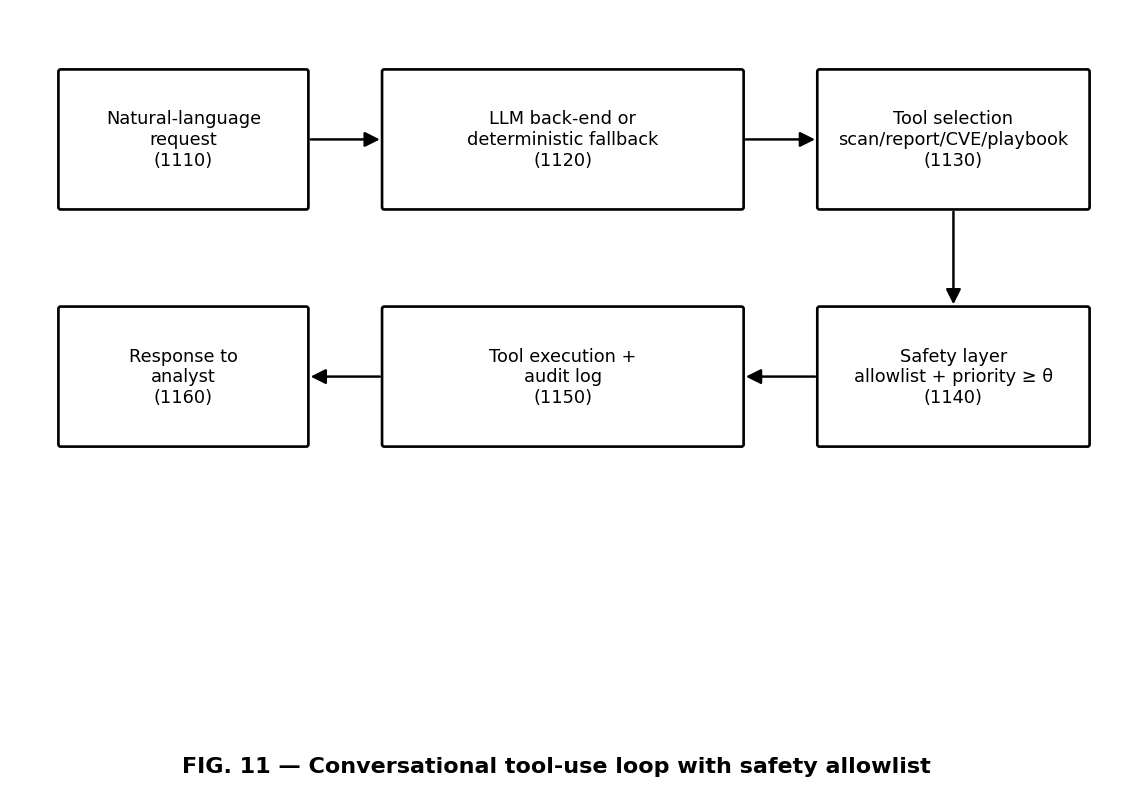 Natural-language
request
(1110)
LLM back-end or
deterministic fallback
(1120)
Tool selection
scan/report/CVE/playbook
(1130)
Response to
analyst
(1160)
Tool execution +
audit log
(1150)
Safety layer
allowlist + priority ≥ θ
(1140)
FIG. 11 — Conversational tool-use loop with safety allowlist